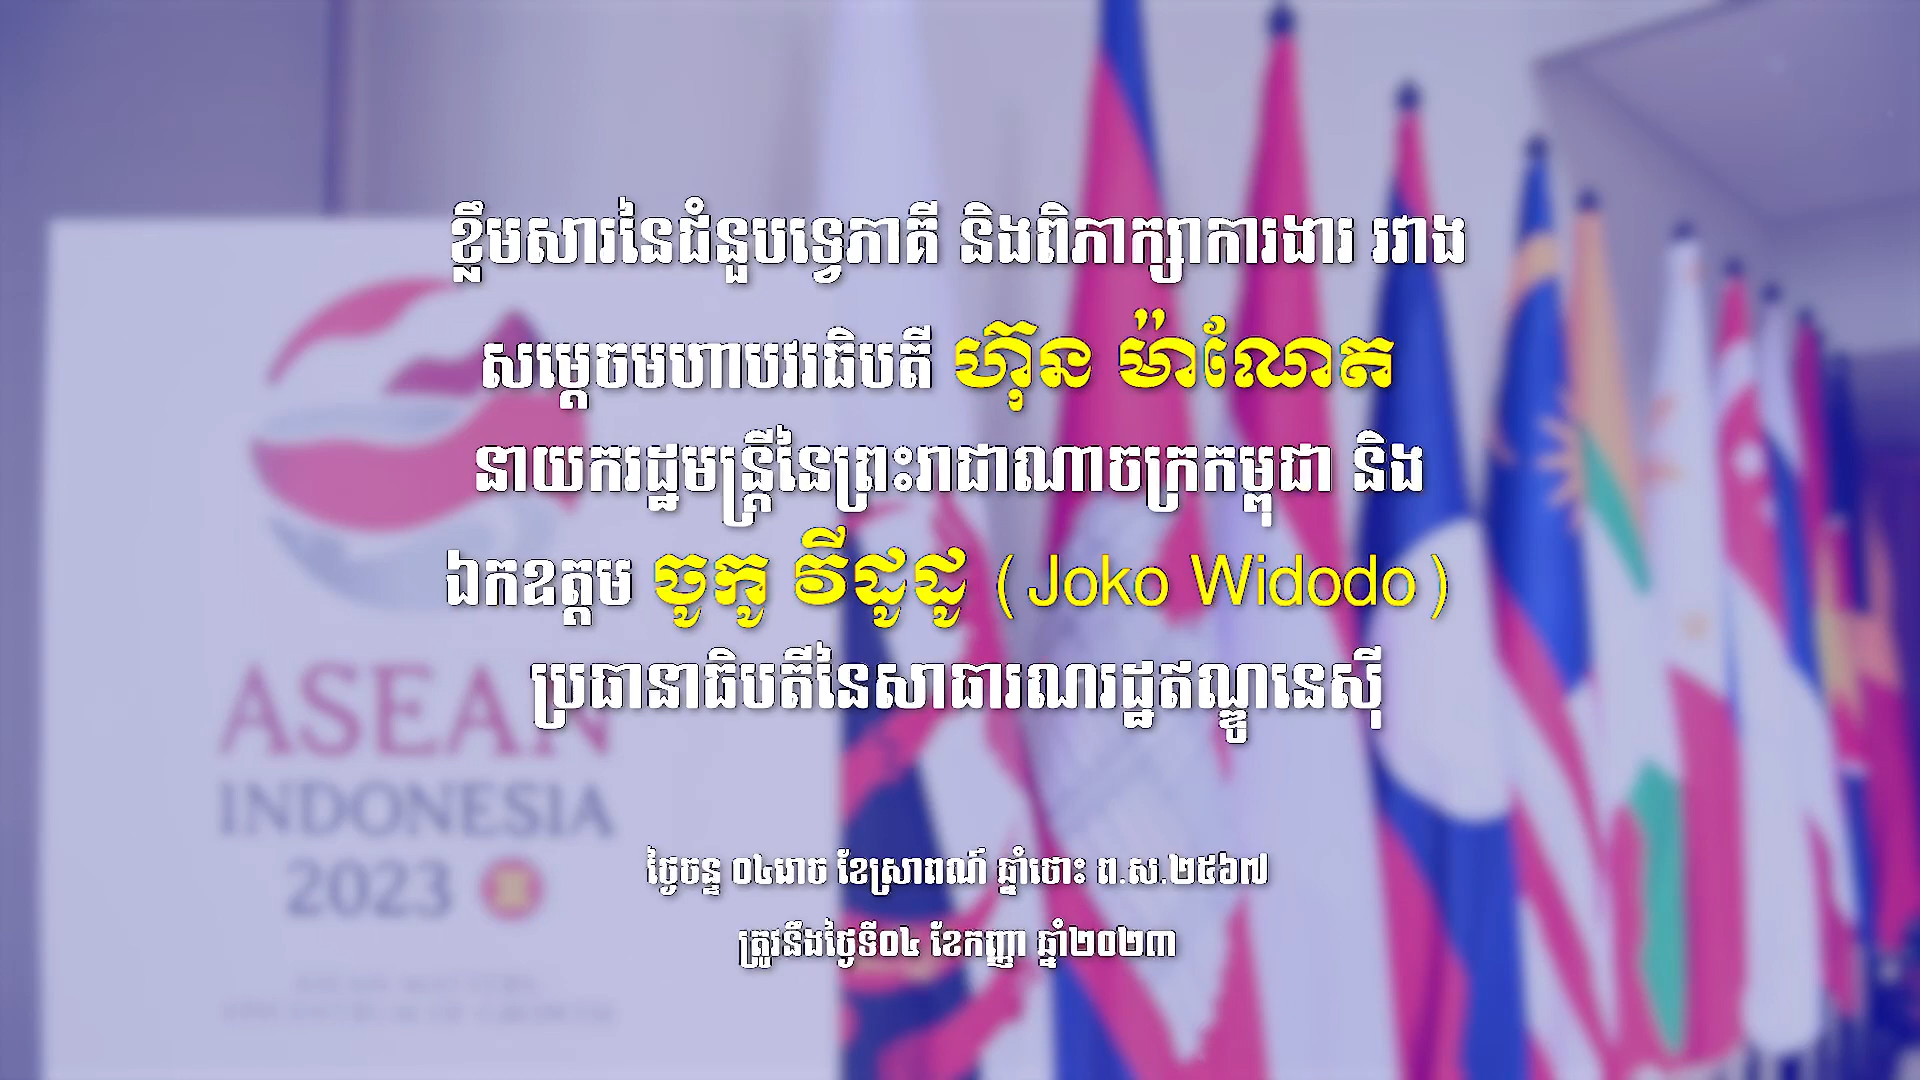 ខ្លឹមសារនៃជំនួបទ្វេភាគី និងពិភាក្សាការងារ រវាង
សម្តេចមហាបវរធិបតី ហ៊ុន ម៉ាណែត
នាយករដ្ឋមន្ត្រីនៃព្រះរាជាណាចក្រកម្ពុជា និង
ឯកឧត្តម ចូកូ វីដូដូ (Joko Widodo)
ប្រធានាធិបតីនៃសាធារណរដ្ឋឥណ្ឌូនេស៊ី
ASEAN
INDONESIA
2023
ថ្ងៃចន្ទ ០៤រោច ខែស្រាពណ៍ ឆ្នាំថោះ ព.ស.២៥៦៧
ត្រូវនឹងថ្ងៃទី០៤ ខែកញ្ញា ឆ្នាំ២០២៣